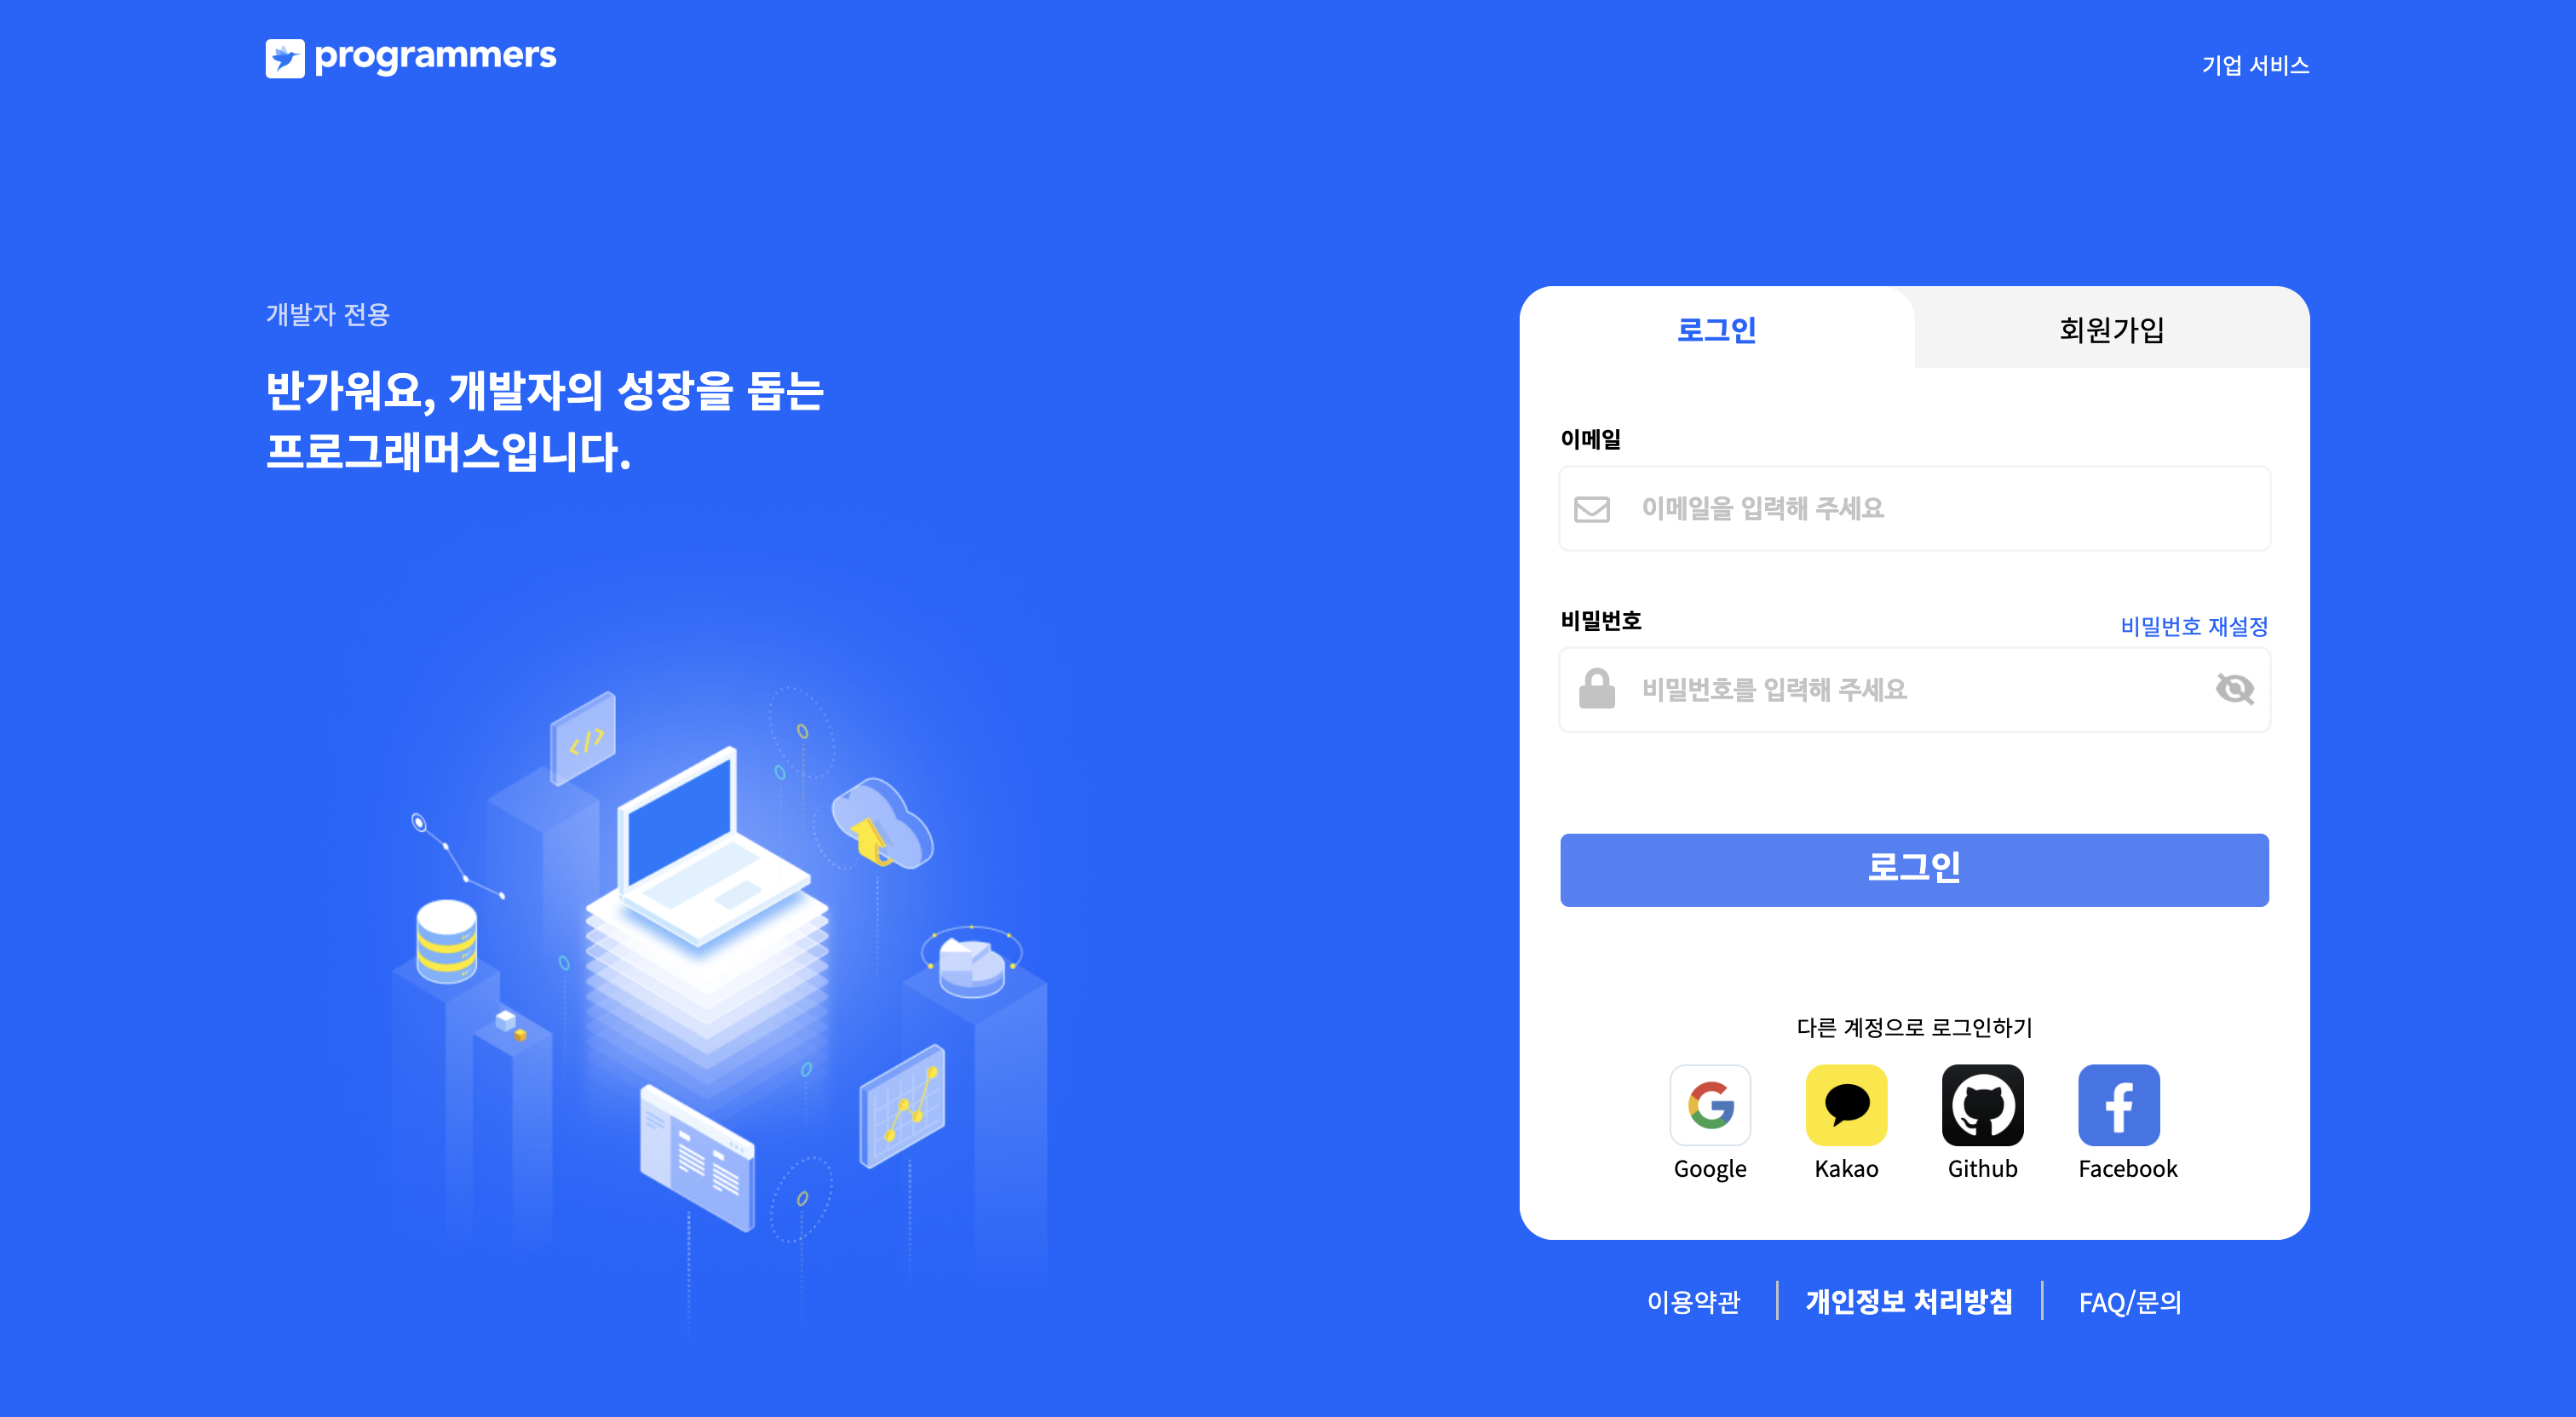 programmers
기업 서비스
개발자 전용
반가워요, 개발자의 성장을 돕는
프로그래머스입니다.
</>
로그인
회원가입
이메일
이메일을 입력해 주세요
비밀번호
비밀번호 재설정
비밀번호를 입력해 주세요
로그인
다른 계정으로 로그인하기
Google
Kakao
Github
Facebook
이용약관
개인정보 처리방침
FAQ/문의